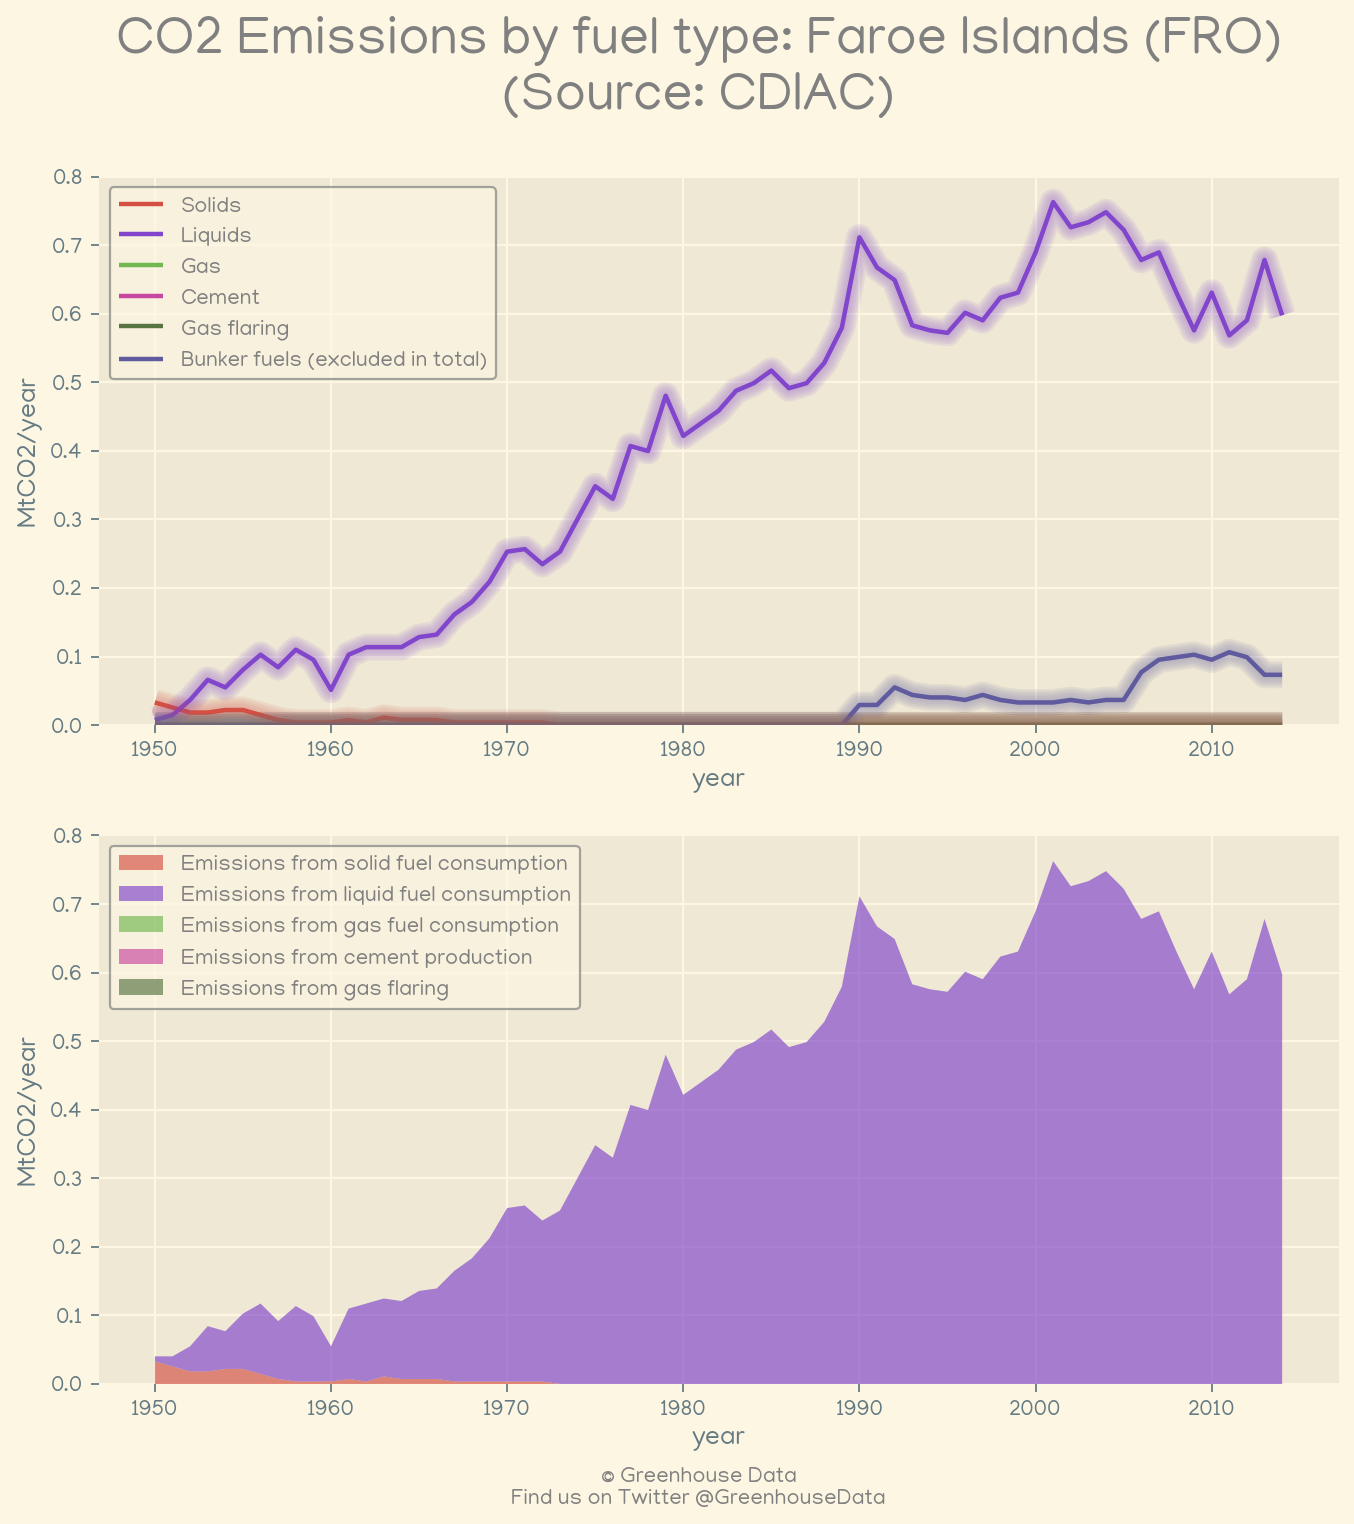 CO2 Emissions by fuel type: Faroe Islands (FRO)
(Source: CDIAC)
0.8
0.7
0.6
0.5
0.4
0.3
0.2
0.1
0.0
MtCO2/year
Solids
Liquids
Gas
Cement
Gas flaring
Bunker fuels (excluded in total)
1950 1960 1970 1980 1990 2000 2010
year
0.8
0.7
0.6
0.5
0.4
0.3
0.2
0.1
0.0
MtCO2/year
Emissions from solid fuel consumption
Emissions from liquid fuel consumption
Emissions from gas fuel consumption
Emissions from cement production
Emissions from gas flaring
1950 1960 1970 1980 1990 2000 2010
year
© Greenhouse Data
Find us on Twitter @GreenhouseData